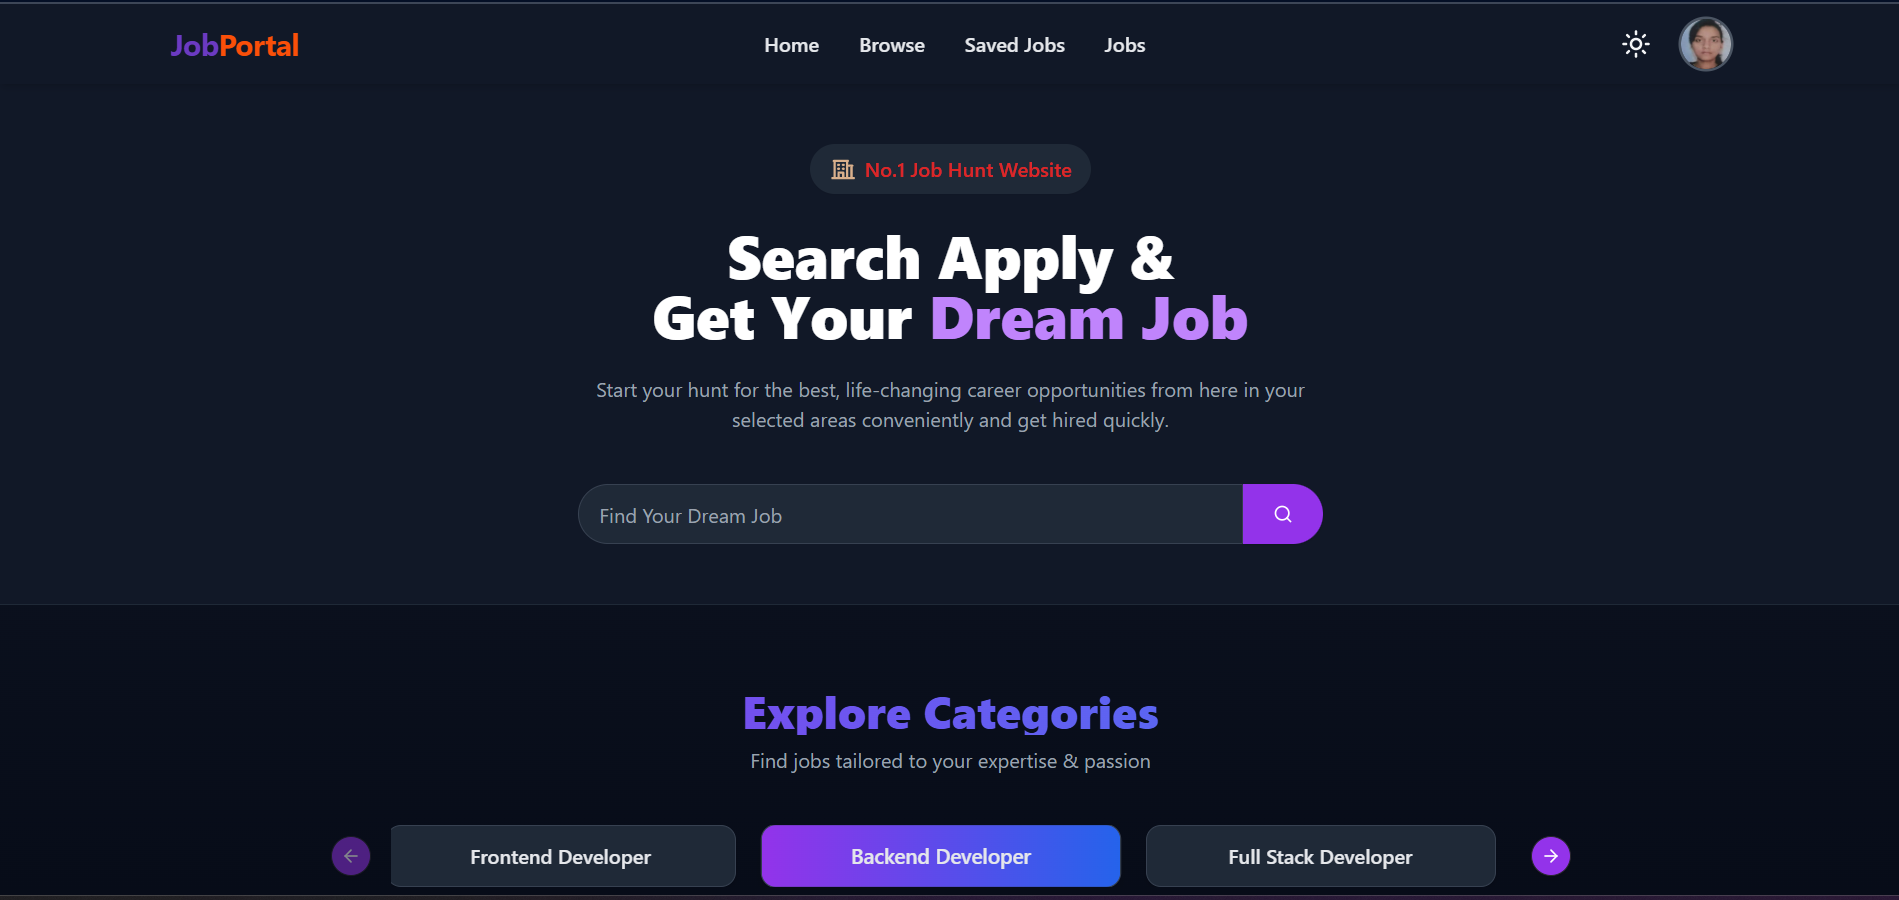 JobPortal
Home Browse Saved Jobs Jobs
No.1 Job Hunt Website
Search Apply &
Get Your Dream Job
Start your hunt for the best, life-changing career opportunities from here in your
selected areas conveniently and get hired quickly.
Find Your Dream Job
Explore Categories
Find jobs tailored to your expertise & passion
Frontend Developer
Backend Developer
Full Stack Developer